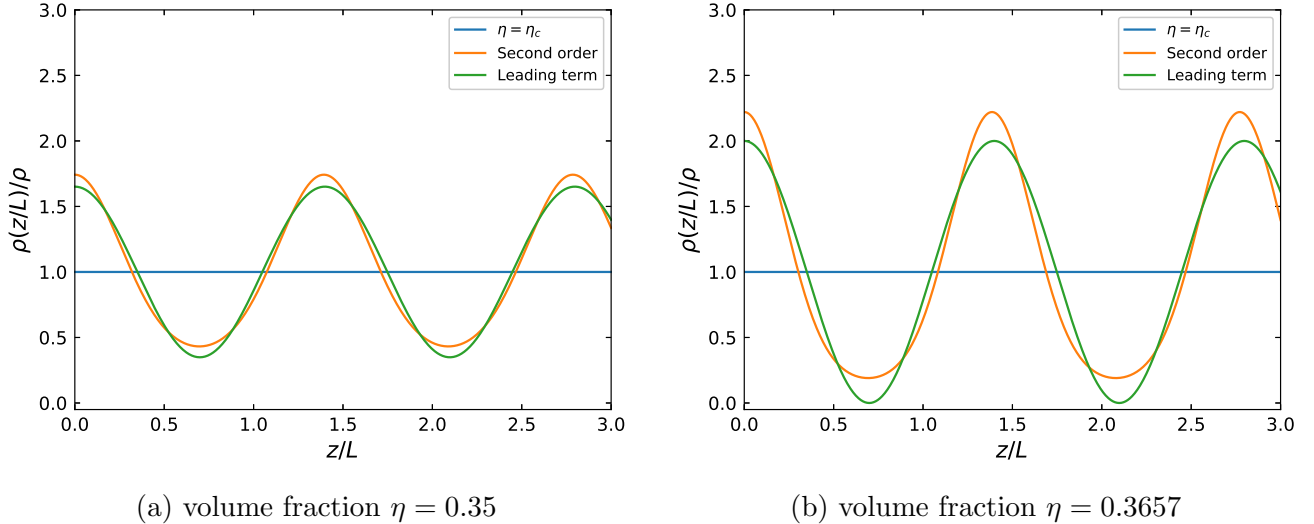 3.0
2.5
2.0
1.5
1.0
0.5
0.0
ρ(z/L)/ρ
η = ηc
Second order
Leading term
0.0 0.5 1.0 1.5 2.0 2.5 3.0
z/L
(a) volume fraction η = 0.35
3.0
2.5
2.0
1.5
1.0
0.5
0.0
ρ(z/L)/ρ
η = ηc
Second order
Leading term
0.0 0.5 1.0 1.5 2.0 2.5 3.0
z/L
(b) volume fraction η = 0.3657